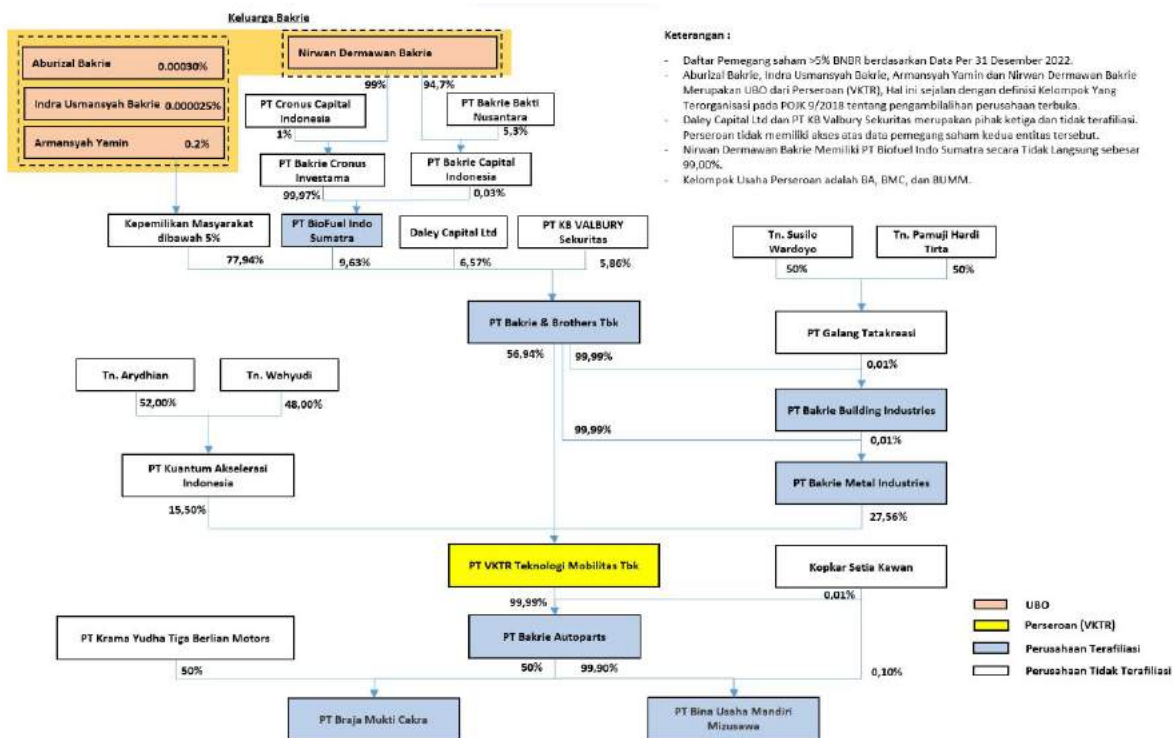 Keluarga Bakrie
Aburizal Bakrie 0.00030%
Indra Usmansyah Bakrie 0.000025%
Armansyah Yamin 0.2%
Nirwan Dermawan Bakrie
99%
94,7%
PT Cronus Capital
Indonesia
1%
PT Bakrie Bakti
Nusantara
5,3%
PT Bakrie Cronus
Investama
99,97%
PT Bakrie Capital
Indonesia
0,03%
Kepemilikan Masyarakat
dibawah 5%
77,94%
PT BioFuel Indo
Sumatra
9,63%
Daley Capital Ltd
6,57%
PT KB VALBURY
Sekuritas
5,86%
Keterangan :
- Daftar Pemegang saham >5% BNBR berdasarkan Data Per 31 Desember 2022.
- Aburizal Bakrie, Indra Usmansyah Bakrie, Armansyah Yamin dan Nirwan Dermawan Bakrie
Merupakan UBO dari Perseroan (VKTR), Hal ini sejalan dengan definisi Kelompok Yang
Terorganisasi pada POJK 9/2018 tentang pengambilalihan perusahaan terbuka.
- Daley Capital Ltd dan PT KB Valbury Sekuritas merupakan pihak ketiga dan tidak terafiliasi.
Perseroan tidak memiliki akses atas data pemegang saham kedua entitas tersebut.
- Nirwan Dermawan Bakrie Memiliki PT Biofuel Indo Sumatra secara Tidak Langsung sebeser
99,00%.
- Kelompok Usaha Perseroan adalah BA, BMC, dan BUMM.
Tn. Susilo
Wardoyo
50%
Tn. Pamuji Hardi
Tirta
50%
PT Bakrie & Brothers Tbk
56,94%
99,99%
PT Galang Tatakreasi
0,01%
Tn. Arydhian
52,00%
Tn. Wahyudi
48,00%
PT Bakrie Building Industries
99,99%
0,01%
PT Kuantum Akselerasi
Indonesia
15,50%
PT Bakrie Metal Industries
27,56%
PT VKTR Teknologi Mobilitas Tbk
99,99%
Kopkar Setia Kawan
0,01%
PT Krama Yudha Tiga Berlian Motors
50%
PT Bakrie Autoparts
50%
99,90%
0,10%
PT Braja Mukti Cakra
PT Bina Usaha Mandiri
Mizusawa
UBO
Perseroan (VKTR)
Perusahaan Terafiliasi
Perusahaan Tidak Terafiliasi